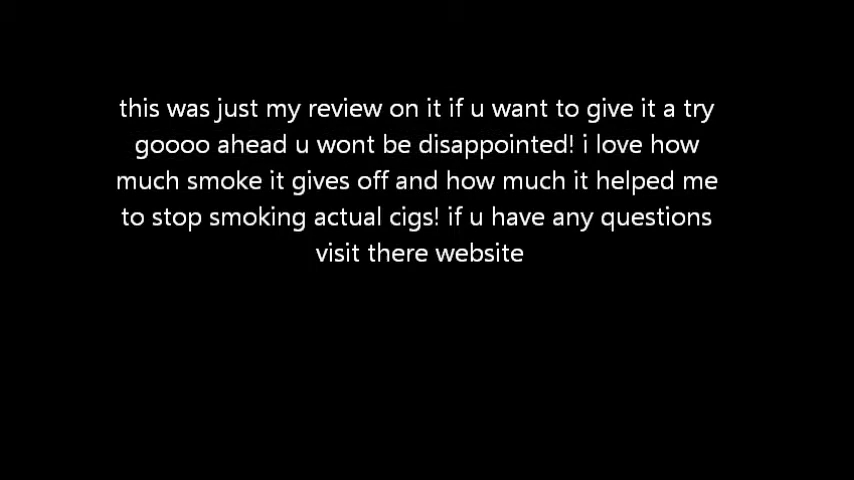 this was just my review on it if u want to give it a try
goooo ahead u wont be disappointed! i love how
much smoke it gives off and how much it helped me
to stop smoking actual cigs! if u have any questions
visit there website